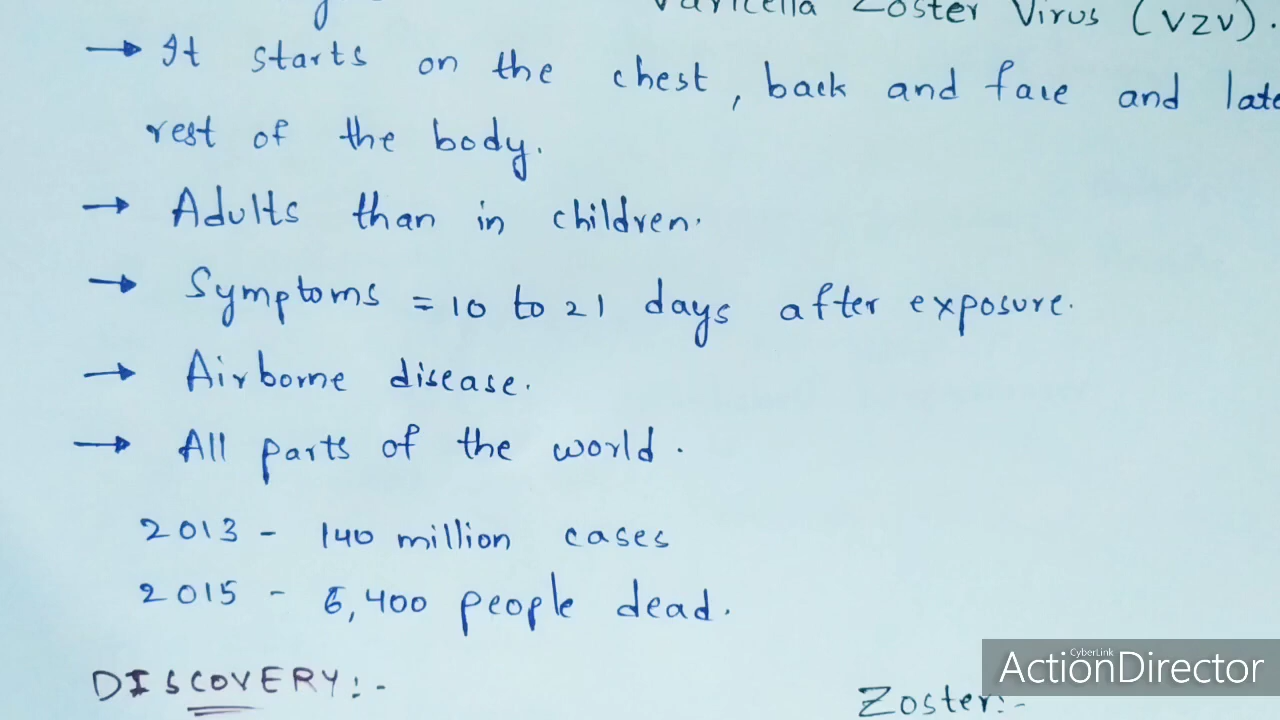 Varicella Zoster Virus (VZV).
→ It starts on the chest, back and face and late
rest of the body.
→ Adults than in children.
→ Symptoms = 10 to 21 days after exposure.
→ Airborne disease.
→ All parts of the world.
2013 - 140 million cases
2015 - 6,400 people dead.
DISCOVERY:-
Zoster:-
CyberLink
ActionDirector